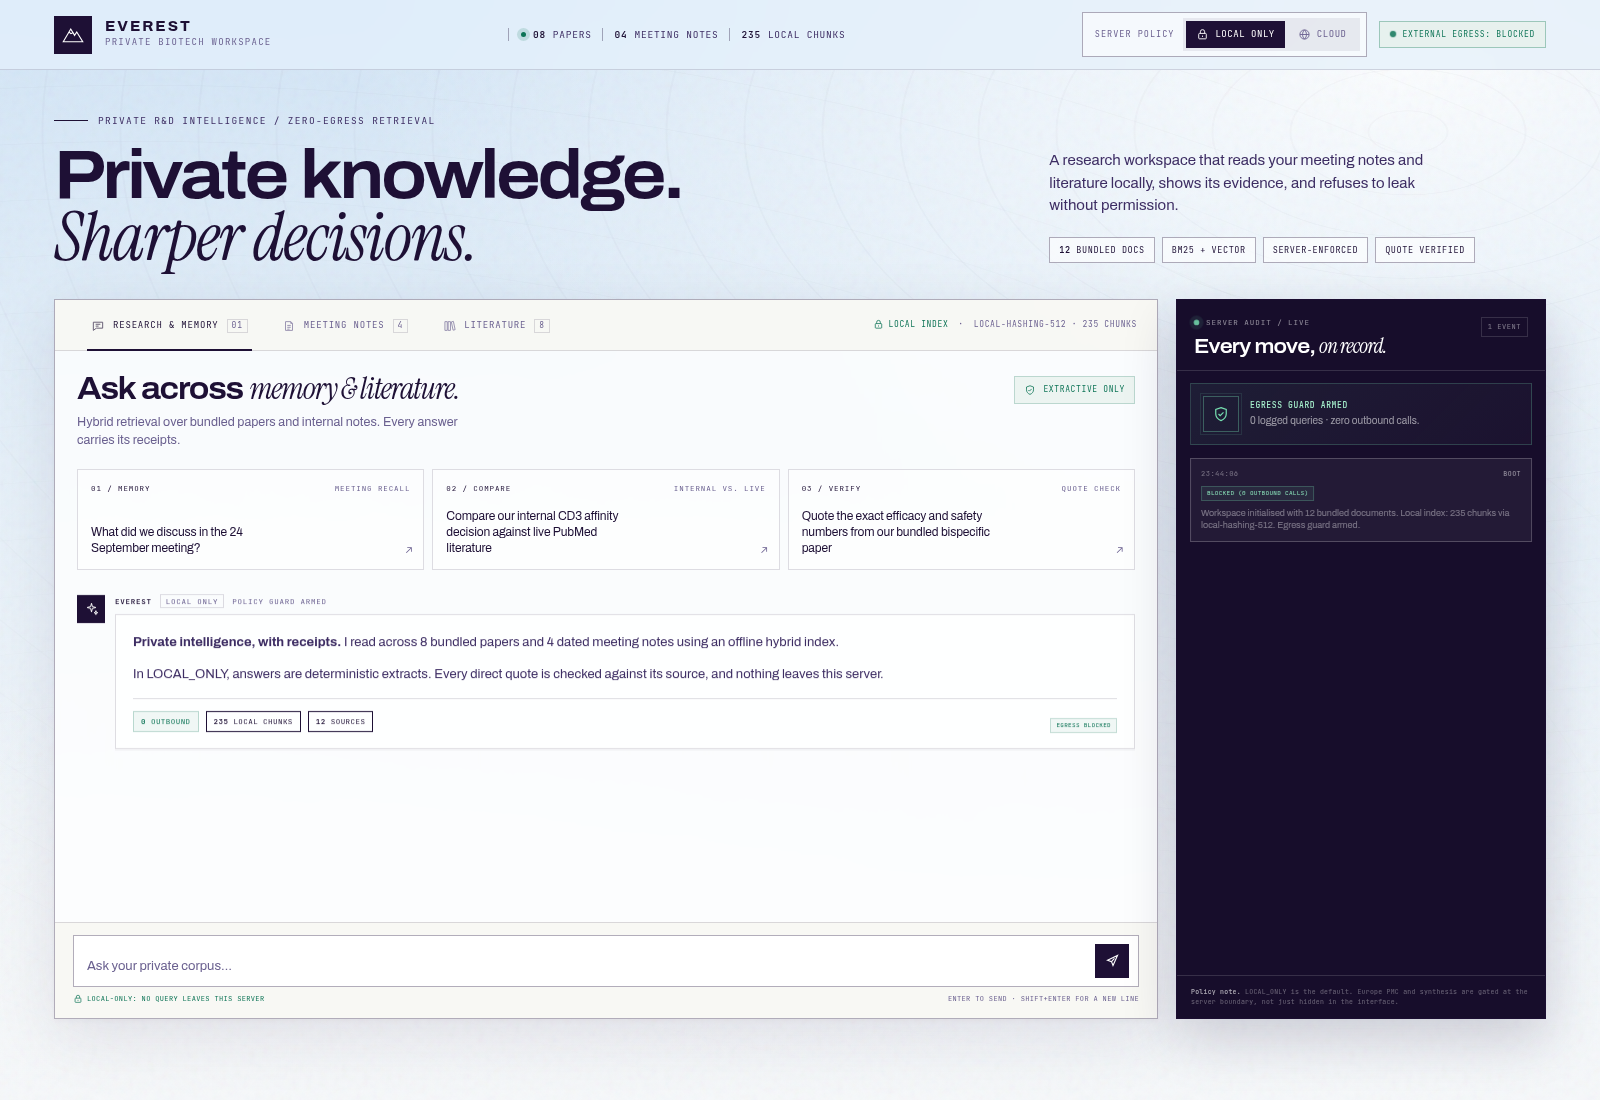 EVEREST
PRIVATE BIOTECH WORKSPACE
08 PAPERS
04 MEETING NOTES
235 LOCAL CHUNKS
SERVER POLICY
LOCAL ONLY
CLOUD
EXTERNAL EGRESS: BLOCKED
PRIVATE R&D INTELLIGENCE / ZERO-EGRESS RETRIEVAL
Private knowledge.
Sharper decisions.
A research workspace that reads your meeting notes and
literature locally, shows its evidence, and refuses to leak
without permission.
12 BUNDLED DOCS
BM25 + VECTOR
SERVER-ENFORCED
QUOTE VERIFIED
RESEARCH & MEMORY 01
MEETING NOTES 4
LITERATURE 8
LOCAL INDEX · LOCAL-HASHING-512 · 235 CHUNKS
Ask across memory & literature.
Hybrid retrieval over bundled papers and internal notes. Every answer
carries its receipts.
EXTRACTIVE ONLY
01 / MEMORY
MEETING RECALL
What did we discuss in the 24
September meeting?
02 / COMPARE
INTERNAL VS. LIVE
Compare our internal CD3 affinity
decision against live PubMed
literature
03 / VERIFY
QUOTE CHECK
Quote the exact efficacy and safety
numbers from our bundled bispecific
paper
EVEREST
LOCAL ONLY
POLICY GUARD ARMED
Private intelligence, with receipts. I read across 8 bundled papers and 4 dated meeting notes using an offline hybrid index.
In LOCAL_ONLY, answers are deterministic extracts. Every direct quote is checked against its source, and nothing leaves this server.
0 OUTBOUND
235 LOCAL CHUNKS
12 SOURCES
EGRESS BLOCKED
Ask your private corpus...
LOCAL-ONLY: NO QUERY LEAVES THIS SERVER
ENTER TO SEND · SHIFT+ENTER FOR A NEW LINE
SERVER AUDIT / LIVE
Every move, on record.
1 EVENT
EGRESS GUARD ARMED
0 logged queries · zero outbound calls.
23:44:06
BOOT
BLOCKED (0 OUTBOUND CALLS)
Workspace initialised with 12 bundled documents. Local index: 235 chunks via
local-hashing-512. Egress guard armed.
Policy note. LOCAL_ONLY is the default. Europe PMC and synthesis are gated at the
server boundary, not just hidden in the interface.